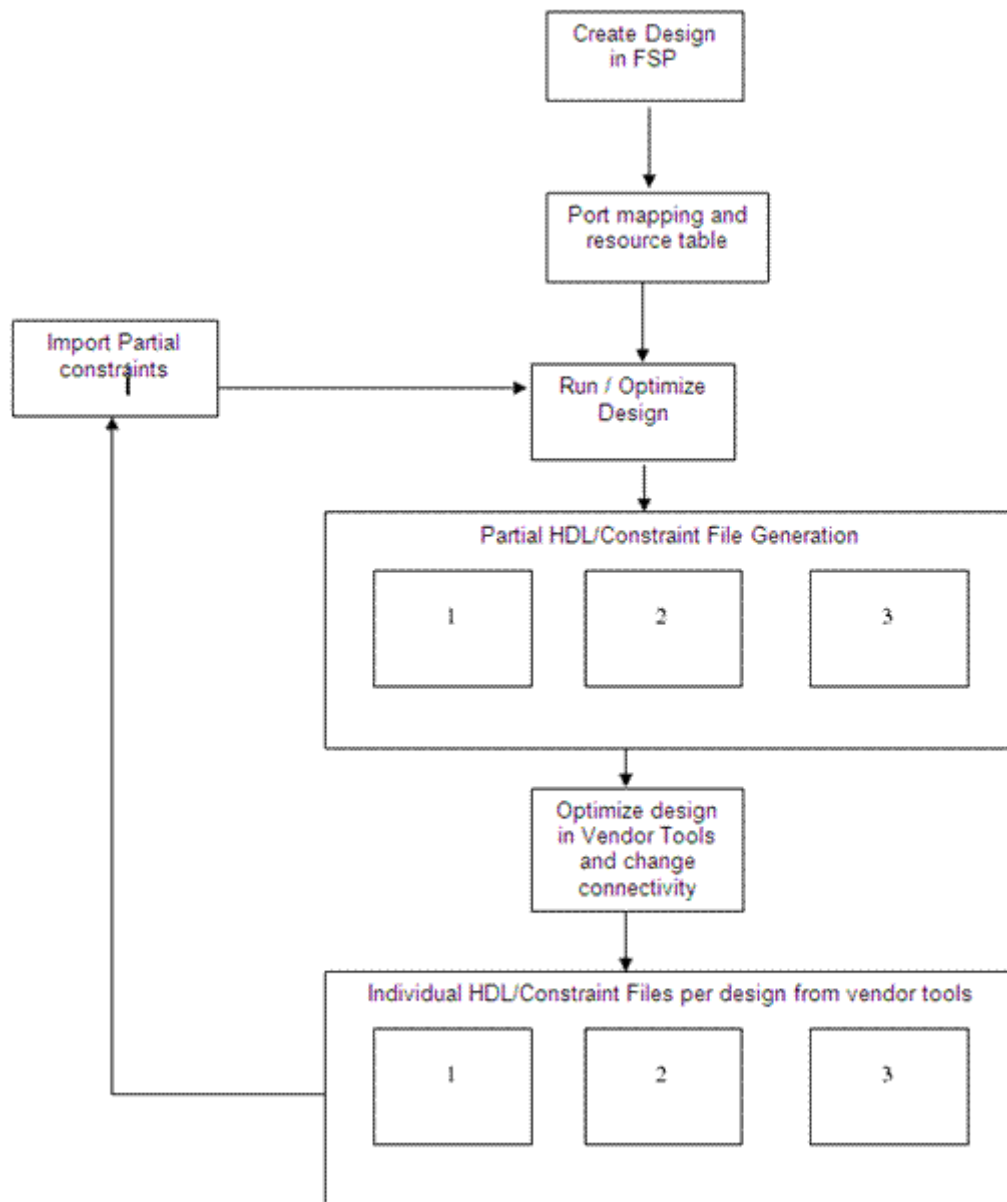 Create Design
in FSP
Port mapping and
resource table
Import Partial
constraints
Run / Optimize
Design
Partial HDL/Constraint File Generation
1
2
3
Optimize design
in Vendor Tools
and change
connectivity
Individual HDL/Constraint Files per design from vendor tools
1
2
3